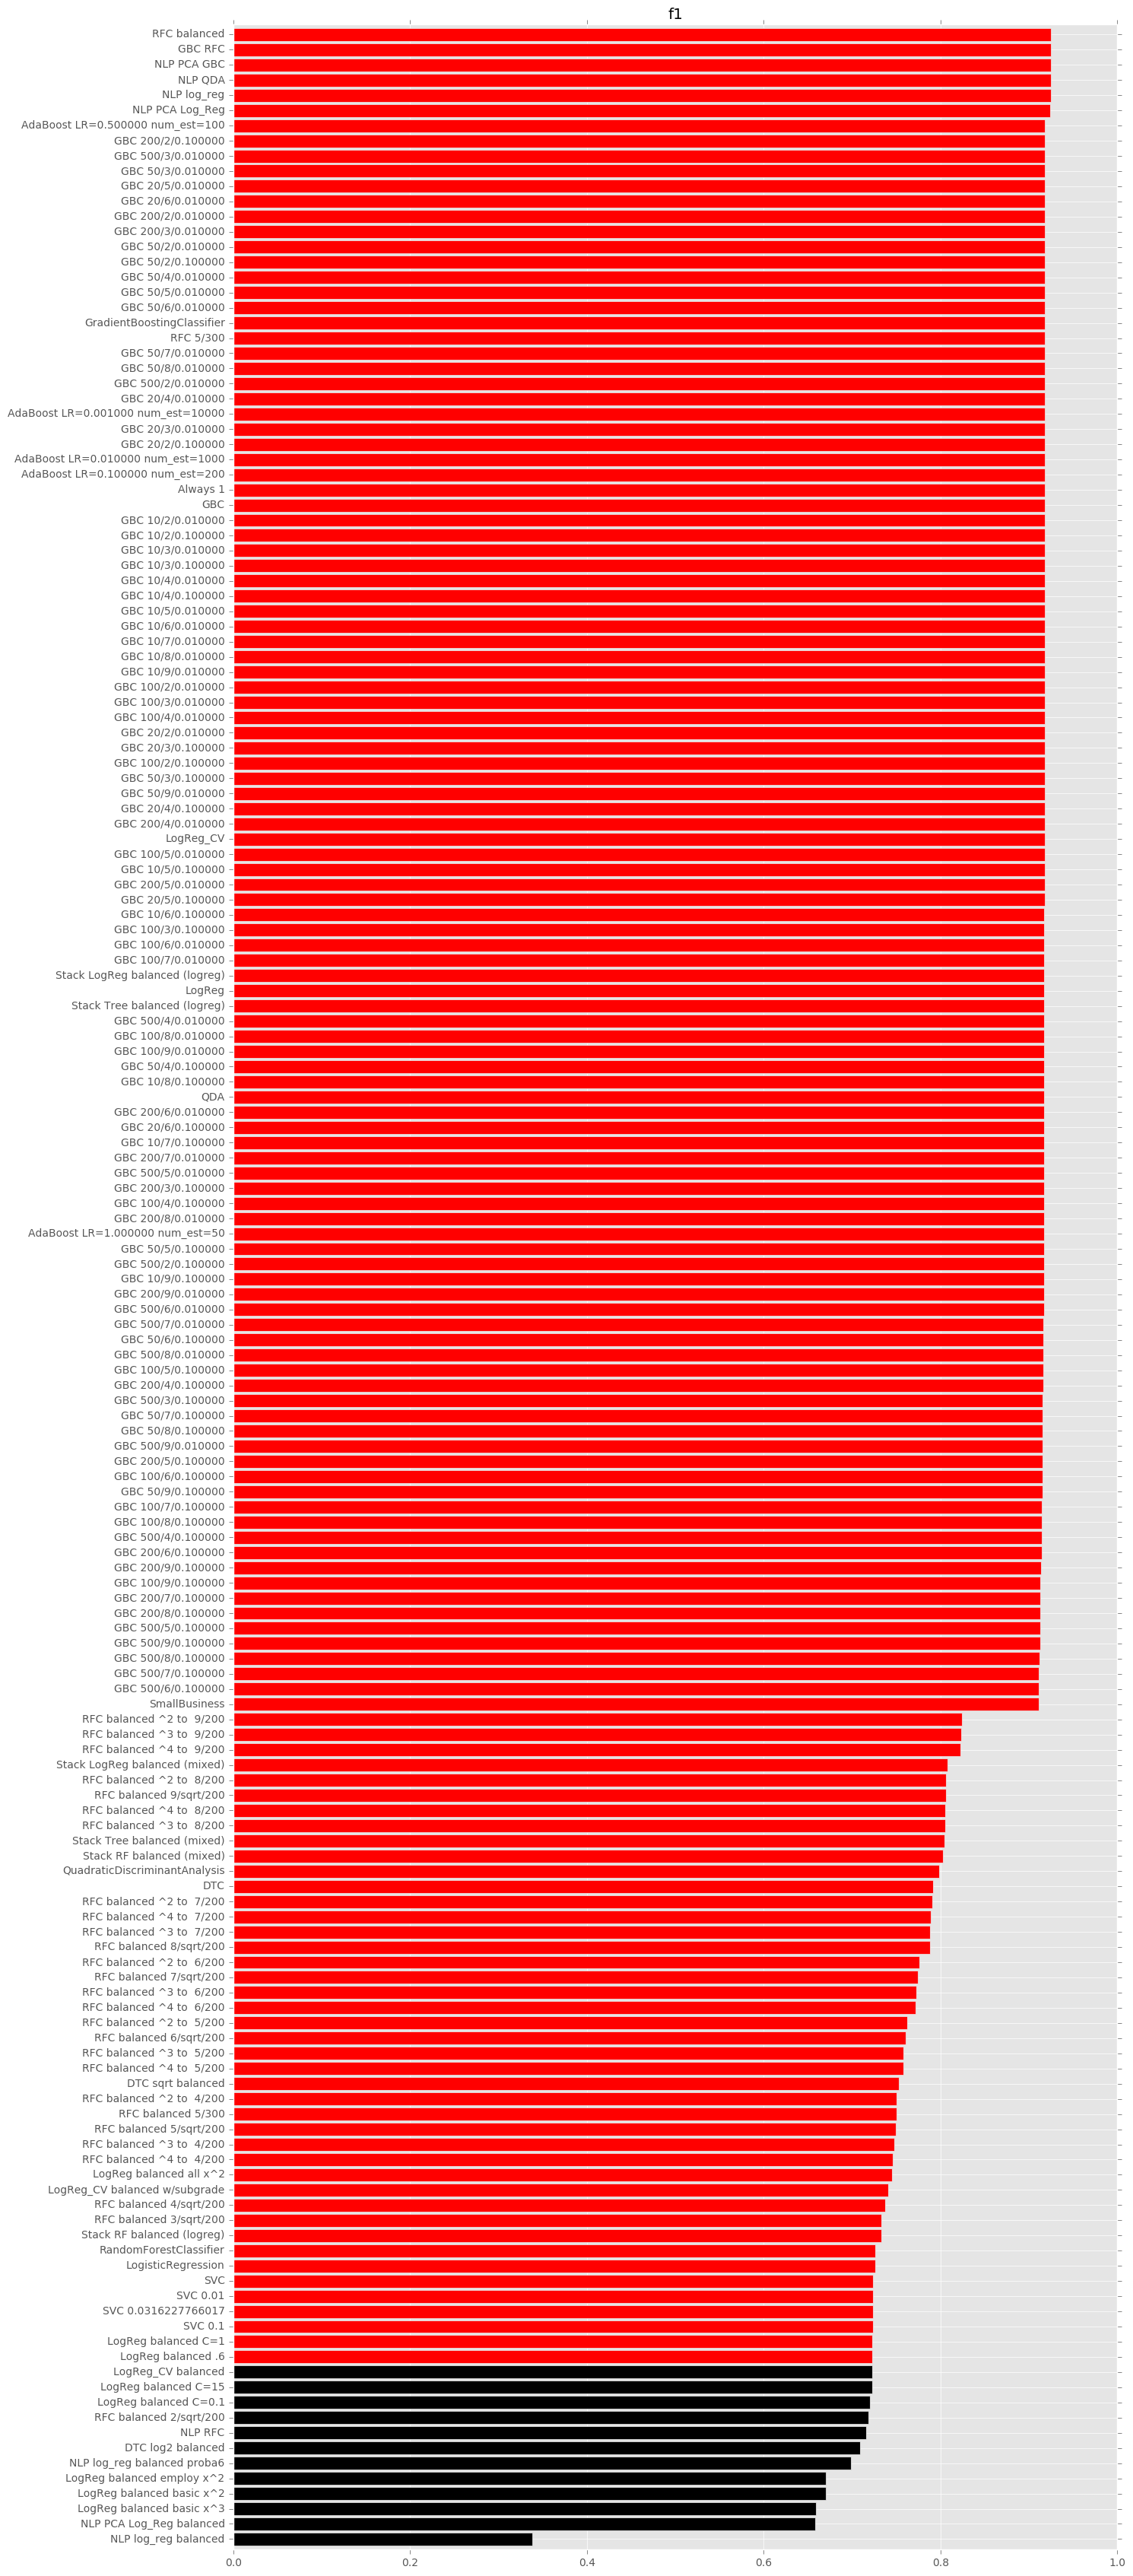 f1
RFC balanced
GBC RFC
NLP PCA GBC
NLP QDA
NLP log_reg
NLP PCA Log_Reg
AdaBoost LR=0.500000 num_est=100
GBC 200/2/0.100000
GBC 500/3/0.010000
GBC 50/3/0.010000
GBC 20/5/0.010000
GBC 20/6/0.010000
GBC 200/2/0.010000
GBC 200/3/0.010000
GBC 50/2/0.010000
GBC 50/2/0.100000
GBC 50/4/0.010000
GBC 50/5/0.010000
GBC 50/6/0.010000
GradientBoostingClassifier
RFC 5/300
GBC 50/7/0.010000
GBC 50/8/0.010000
GBC 500/2/0.010000
GBC 20/4/0.010000
AdaBoost LR=0.001000 num_est=10000
GBC 20/3/0.010000
GBC 20/2/0.100000
AdaBoost LR=0.010000 num_est=1000
AdaBoost LR=0.100000 num_est=200
Always 1
GBC
GBC 10/2/0.010000
GBC 10/2/0.100000
GBC 10/3/0.010000
GBC 10/3/0.100000
GBC 10/4/0.010000
GBC 10/4/0.100000
GBC 10/5/0.010000
GBC 10/6/0.010000
GBC 10/7/0.010000
GBC 10/8/0.010000
GBC 10/9/0.010000
GBC 100/2/0.010000
GBC 100/3/0.010000
GBC 100/4/0.010000
GBC 20/2/0.010000
GBC 20/3/0.100000
GBC 100/2/0.100000
GBC 50/3/0.100000
GBC 50/9/0.010000
GBC 20/4/0.100000
GBC 200/4/0.010000
LogReg_CV
GBC 100/5/0.010000
GBC 10/5/0.100000
GBC 200/5/0.010000
GBC 20/5/0.100000
GBC 10/6/0.100000
GBC 100/3/0.100000
GBC 100/6/0.010000
GBC 100/7/0.010000
Stack LogReg balanced (logreg)
LogReg
Stack Tree balanced (logreg)
GBC 500/4/0.010000
GBC 100/8/0.010000
GBC 100/9/0.010000
GBC 50/4/0.100000
GBC 10/8/0.100000
QDA
GBC 200/6/0.010000
GBC 20/6/0.100000
GBC 10/7/0.100000
GBC 200/7/0.010000
GBC 500/5/0.010000
GBC 200/3/0.100000
GBC 100/4/0.100000
GBC 200/8/0.010000
AdaBoost LR=1.000000 num_est=50
GBC 50/5/0.100000
GBC 500/2/0.100000
GBC 10/9/0.100000
GBC 200/9/0.010000
GBC 500/6/0.010000
GBC 500/7/0.010000
GBC 50/6/0.100000
GBC 500/8/0.010000
GBC 100/5/0.100000
GBC 200/4/0.100000
GBC 500/3/0.100000
GBC 50/7/0.100000
GBC 50/8/0.100000
GBC 500/9/0.010000
GBC 200/5/0.100000
GBC 100/6/0.100000
GBC 50/9/0.100000
GBC 100/7/0.100000
GBC 100/8/0.100000
GBC 500/4/0.100000
GBC 200/6/0.100000
GBC 200/9/0.100000
GBC 100/9/0.100000
GBC 200/7/0.100000
GBC 200/8/0.100000
GBC 500/5/0.100000
GBC 500/9/0.100000
GBC 500/8/0.100000
GBC 500/7/0.100000
GBC 500/6/0.100000
SmallBusiness
RFC balanced ^2 to  9/200
RFC balanced ^3 to  9/200
RFC balanced ^4 to  9/200
Stack LogReg balanced (mixed)
RFC balanced ^2 to  8/200
RFC balanced 9/sqrt/200
RFC balanced ^4 to  8/200
RFC balanced ^3 to  8/200
Stack Tree balanced (mixed)
Stack RF balanced (mixed)
QuadraticDiscriminantAnalysis
DTC
RFC balanced ^2 to  7/200
RFC balanced ^4 to  7/200
RFC balanced ^3 to  7/200
RFC balanced 8/sqrt/200
RFC balanced ^2 to  6/200
RFC balanced 7/sqrt/200
RFC balanced ^3 to  6/200
RFC balanced ^4 to  6/200
RFC balanced ^2 to  5/200
RFC balanced 6/sqrt/200
RFC balanced ^3 to  5/200
RFC balanced ^4 to  5/200
DTC sqrt balanced
RFC balanced ^2 to  4/200
RFC balanced 5/300
RFC balanced 5/sqrt/200
RFC balanced ^3 to  4/200
RFC balanced ^4 to  4/200
LogReg balanced all x^2
LogReg_CV balanced w/subgrade
RFC balanced 4/sqrt/200
RFC balanced 3/sqrt/200
Stack RF balanced (logreg)
RandomForestClassifier
LogisticRegression
SVC
SVC 0.01
SVC 0.0316227766017
SVC 0.1
LogReg balanced C=1
LogReg balanced .6
LogReg_CV balanced
LogReg balanced C=15
LogReg balanced C=0.1
RFC balanced 2/sqrt/200
NLP RFC
DTC log2 balanced
NLP log_reg balanced proba6
LogReg balanced employ x^2
LogReg balanced basic x^2
LogReg balanced basic x^3
NLP PCA Log_Reg balanced
NLP log_reg balanced
0.0 0.2 0.4 0.6 0.8 1.0